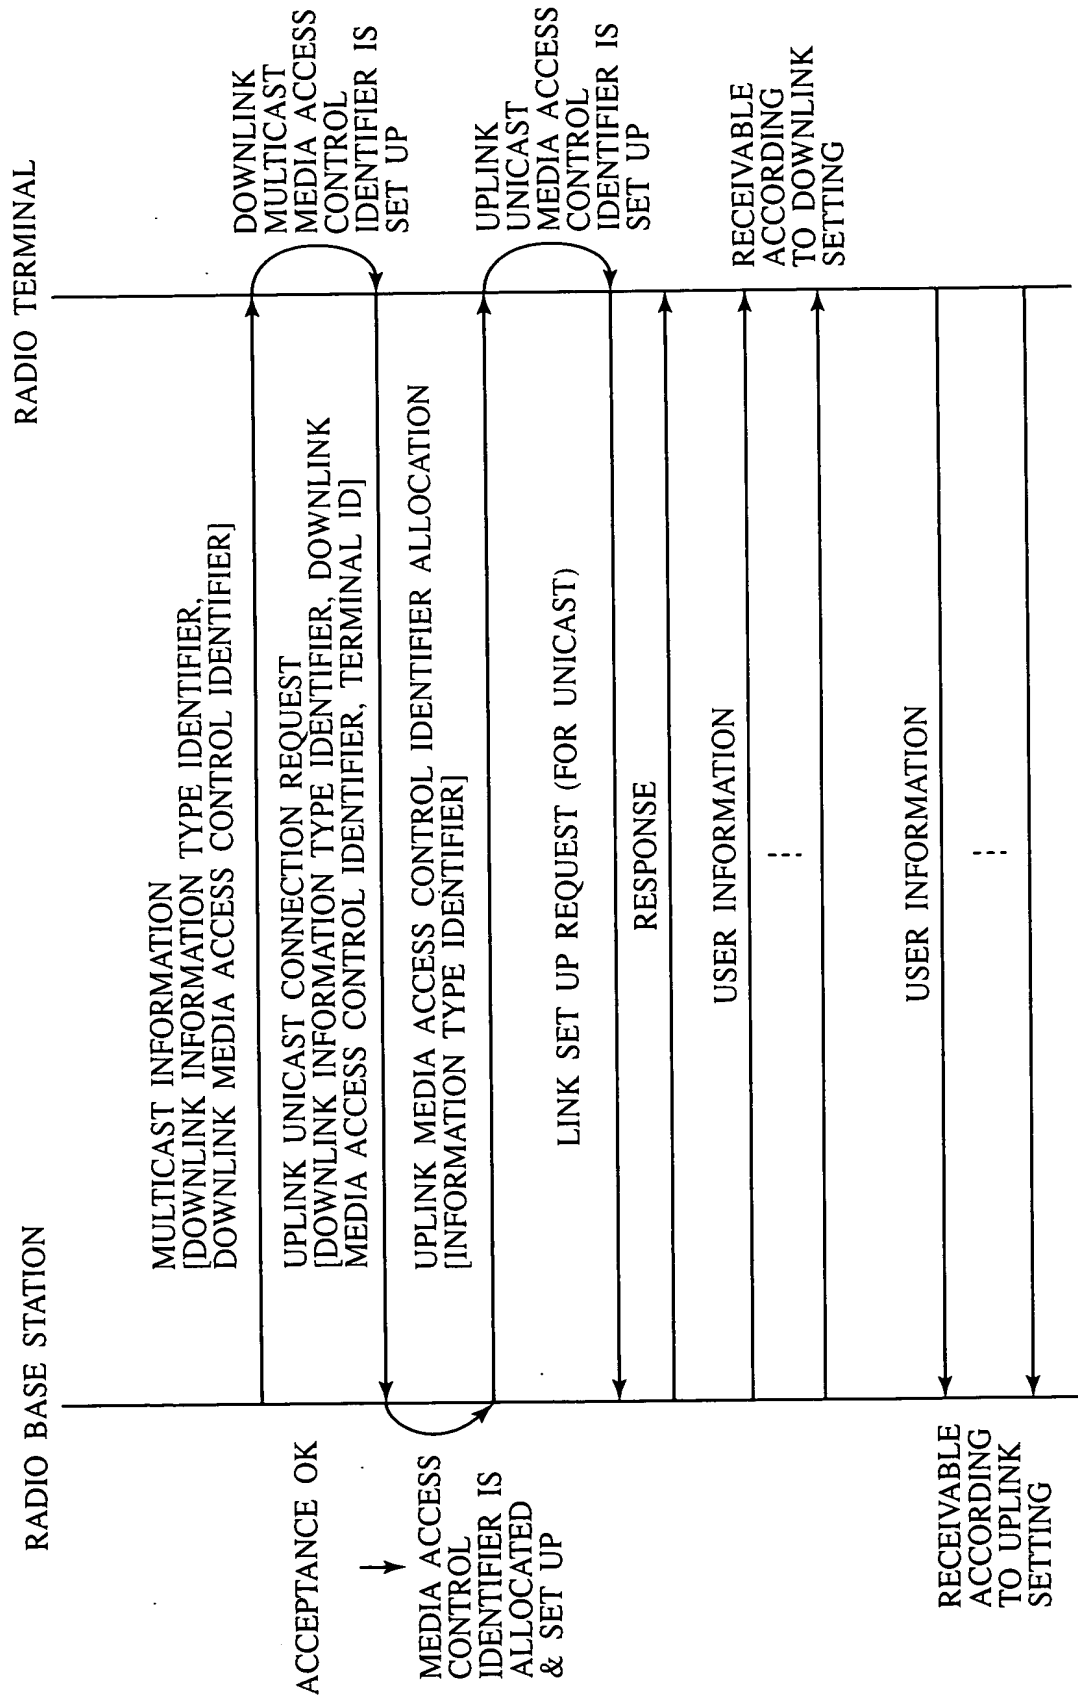 RADIO BASE STATION
RADIO TERMINAL
MULTICAST INFORMATION
[DOWNLINK INFORMATION TYPE IDENTIFIER,
DOWNLINK MEDIA ACCESS CONTROL IDENTIFIER]
DOWNLINK
MULTICAST
MEDIA ACCESS
CONTROL
IDENTIFIER IS
SET UP
UPLINK UNICAST CONNECTION REQUEST
[DOWNLINK INFORMATION TYPE IDENTIFIER, DOWNLINK
MEDIA ACCESS CONTROL IDENTIFIER, TERMINAL ID]
ACCEPTANCE OK
MEDIA ACCESS
CONTROL
IDENTIFIER IS
ALLOCATED
& SET UP
UPLINK MEDIA ACCESS CONTROL IDENTIFIER ALLOCATION
[INFORMATION TYPE IDENTIFIER]
UPLINK
UNICAST
MEDIA ACCESS
CONTROL
IDENTIFIER IS
SET UP
LINK SET UP REQUEST (FOR UNICAST)
RESPONSE
USER INFORMATION
RECEIVABLE
ACCORDING
TO DOWNLINK
SETTING
USER INFORMATION
RECEIVABLE
ACCORDING
TO UPLINK
SETTING